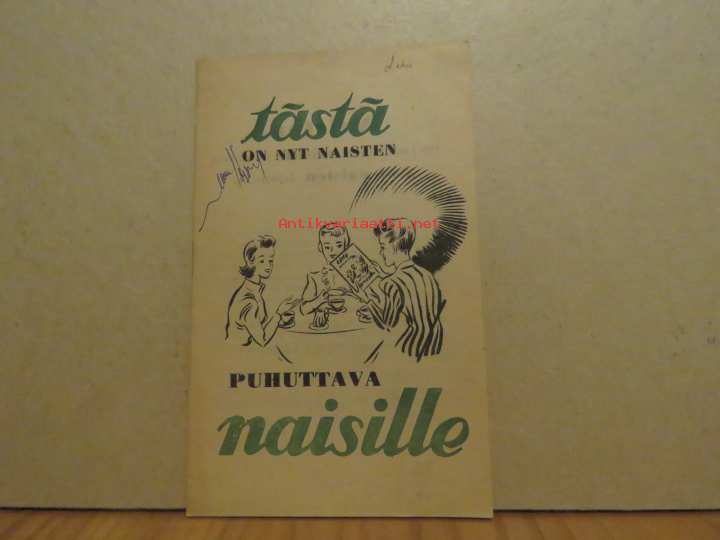 tästä
ON NYT NAISTEN
Antikvariaatti.net
PUHUTTAVA
naisille